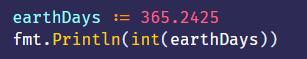 earthDays := 365.2425
fmt.Println(int(earthDays))